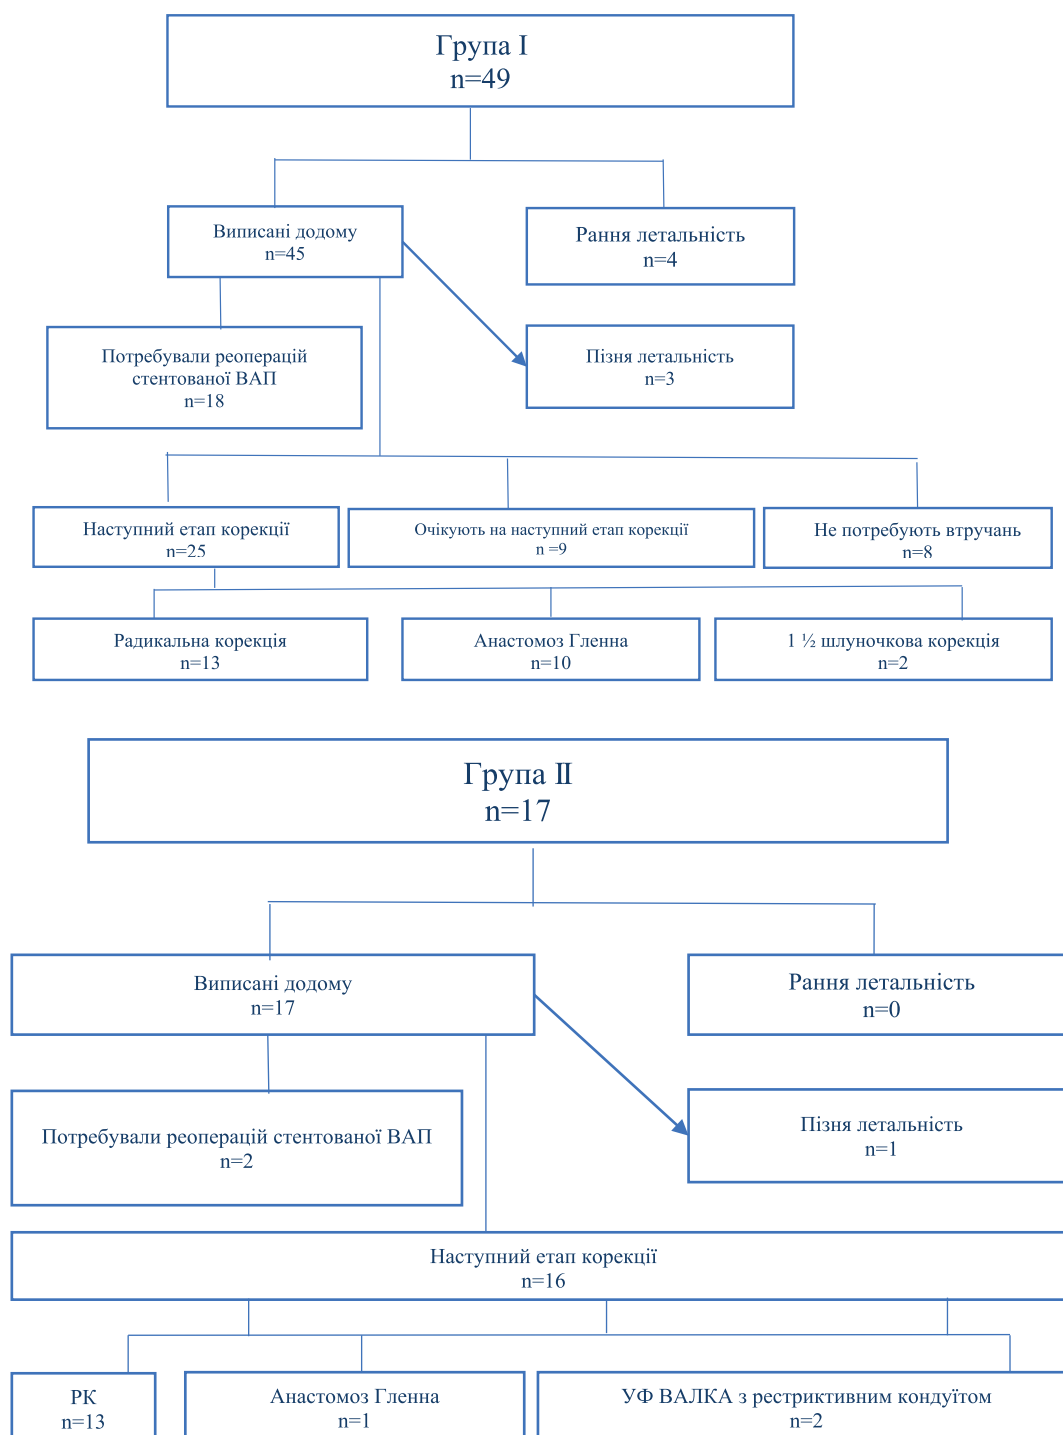 Група I
n=49
Виписані додому
n=45
Рання летальність
n=4
Потребували реоперацій
стентованої ВАП
n=18
Пізня летальність
n=3
Наступний етап корекції
n=25
Очікують на наступний етап корекції
n =9
Не потребують втручань
n=8
Радикальна корекція
n=13
Анастомоз Гленна
n=10
1 ½ шлуночкова корекція
n=2
Група II
n=17
Виписані додому
n=17
Рання летальність
n=0
Потребували реоперацій стентованої ВАП
n=2
Пізня летальність
n=1
Наступний етап корекції
n=16
РК
n=13
Анастомоз Гленна
n=1
УФ ВАЛКА з рестриктивним кондуїтом
n=2